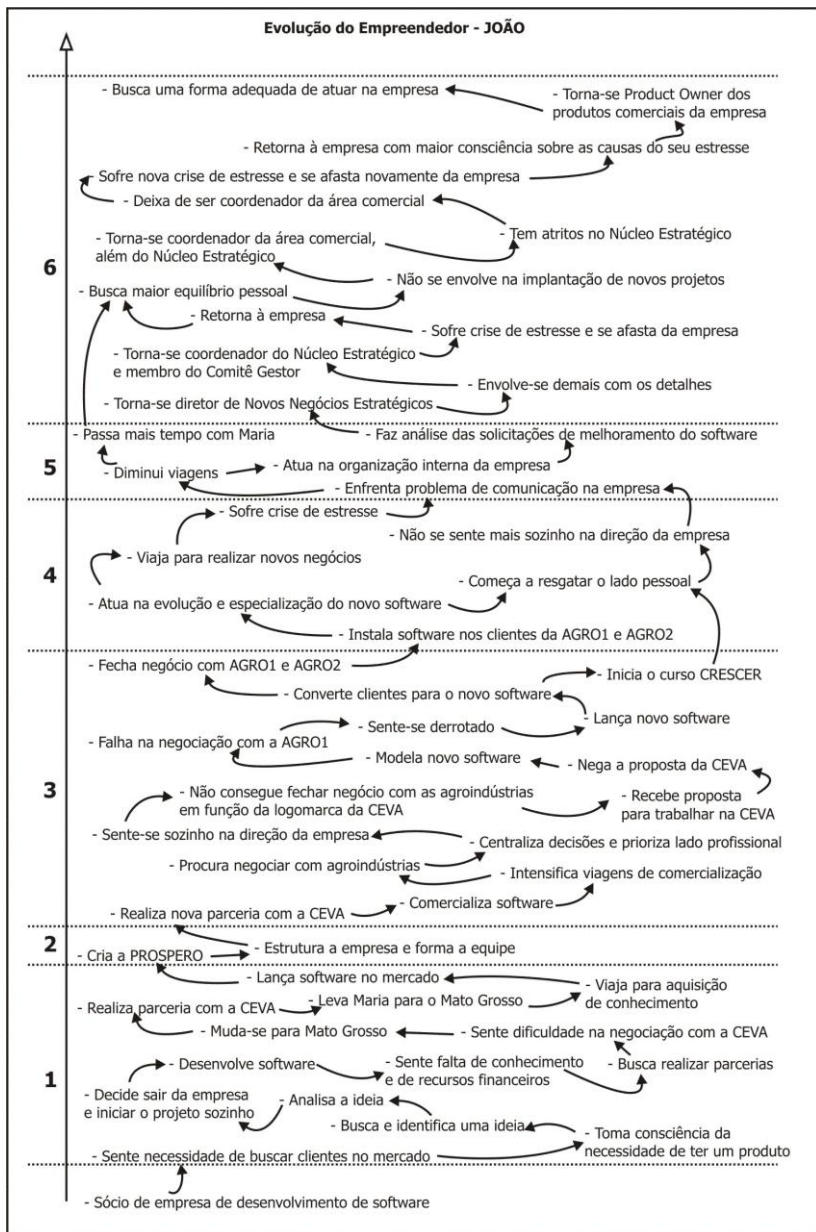 Evolução do Empreendedor - JOÃO
- Busca uma forma adequada de atuar na empresa
- Torna-se Product Owner dos
produtos comerciais da empresa
- Retorna à empresa com maior consciência sobre as causas do seu estresse
- Sofre nova crise de estresse e se afasta novamente da empresa
- Deixa de ser coordenador da área comercial
- Torna-se coordenador da área comercial,
além do Núcleo Estratégico
- Tem atritos no Núcleo Estratégico
6
- Não se envolve na implantação de novos projetos
- Busca maior equilíbrio pessoal
- Retorna à empresa
- Sofre crise de estresse e se afasta da empresa
- Torna-se coordenador do Núcleo Estratégico
e membro do Comitê Gestor
- Envolve-se demais com os detalhes
- Torna-se diretor de Novos Negócios Estratégicos
- Passa mais tempo com Maria
- Faz análise das solicitações de melhoramento do software
5
- Diminui viagens
- Atua na organização interna da empresa
- Enfrenta problema de comunicação na empresa
- Sofre crise de estresse
- Não se sente mais sozinho na direção da empresa
- Viaja para realizar novos negócios
4
- Começa a resgatar o lado pessoal
- Atua na evolução e especialização do novo software
- Instala software nos clientes da AGRO1 e AGRO2
- Fecha negócio com AGRO1 e AGRO2
- Inicia o curso CRESCER
- Converte clientes para o novo software
- Lança novo software
- Sente-se derrotado
- Falha na negociação com a AGRO1
- Modela novo software
- Nega a proposta da CEVA
3
- Não consegue fechar negócio com as agroindústrias
em função da logomarca da CEVA
- Recebe proposta
para trabalhar na CEVA
- Sente-se sozinho na direção da empresa
- Centraliza decisões e prioriza lado profissional
- Procura negociar com agroindústrias
- Intensifica viagens de comercialização
- Comercializa software
- Realiza nova parceria com a CEVA
2
- Estrutura a empresa e forma a equipe
- Cria a PROSPERO
- Lança software no mercado
- Viaja para aquisição
de conhecimento
- Realiza parceria com a CEVA
- Leva Maria para o Mato Grosso
- Muda-se para Mato Grosso
- Sente dificuldade na negociação com a CEVA
- Desenvolve software
- Sente falta de conhecimento
e de recursos financeiros
- Busca realizar parcerias
1
- Decide sair da empresa
e iniciar o projeto sozinho
- Analisa a ideia
- Busca e identifica uma ideia
- Toma consciência da
necessidade de ter um produto
- Sente necessidade de buscar clientes no mercado
- Sócio de empresa de desenvolvimento de software